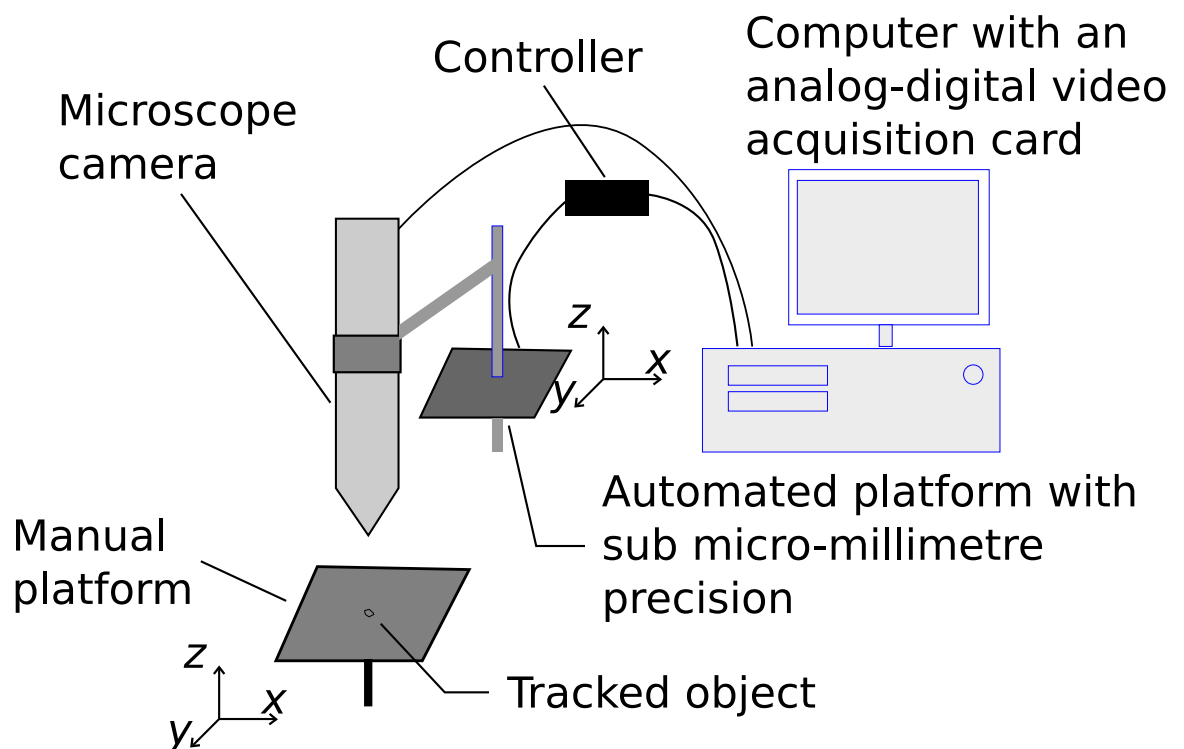 Controller
Computer with an
analog-digital video
acquisition card
Microscope
camera
z
x
y
Automated platform with
sub micro-millimetre
precision
Manual
platform
Tracked object
z
x
y